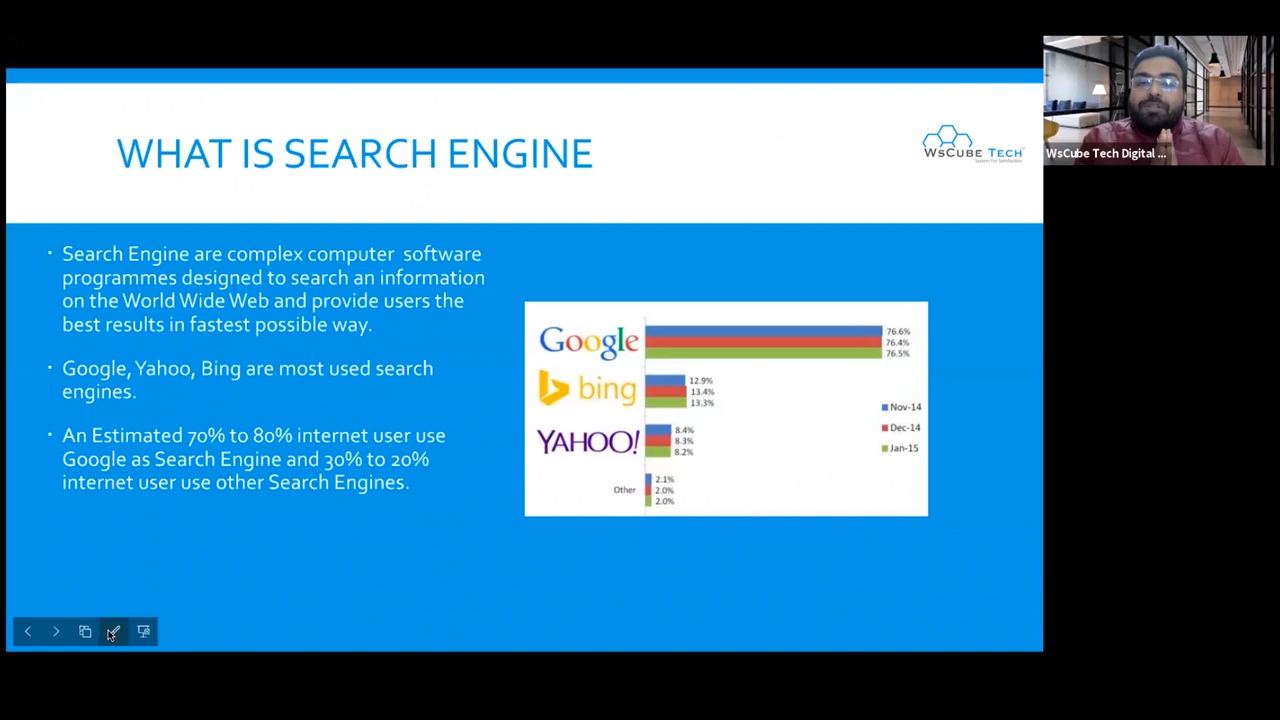 WHAT IS SEARCH ENGINE
WSCUBE TECH
System For Satisfaction
WsCube Tech Digital ...
Search Engine are complex computer software
programmes designed to search an information
on the World Wide Web and provide users the
best results in fastest possible way.
Google, Yahoo, Bing are most used search
engines.
An Estimated 70% to 80% internet user use
Google as Search Engine and 30% to 20%
internet user use other Search Engines.
Google
76.6%
76.4%
76.5%
bing
12.9%
13.4%
13.3%
YAHOO!
8.4%
8.3%
8.2%
Other
2.1%
2.0%
2.0%
Nov-14
Dec-14
Jan-15